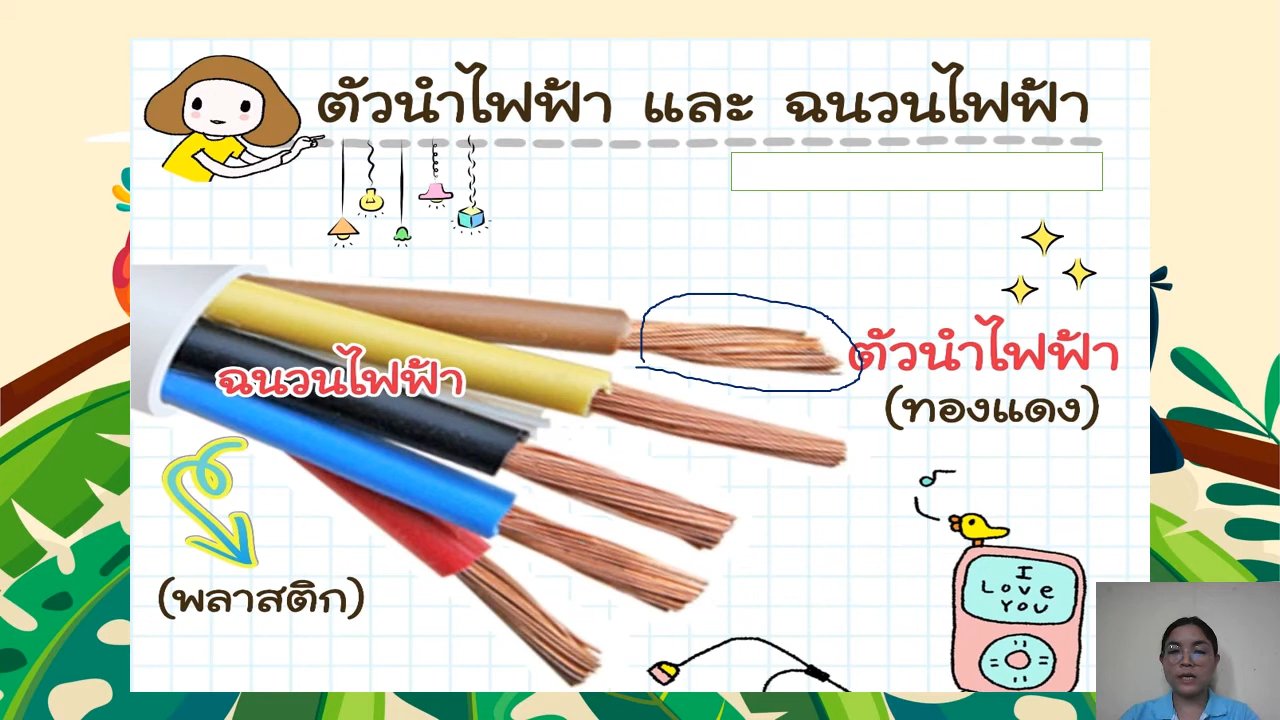 ตัวนำไฟฟ้า และ ฉนวนไฟฟ้า
ฉนวนไฟฟ้า
ตัวนำไฟฟ้า
(ทองแดง)
(พลาสติก)
I
LOVE
YOU